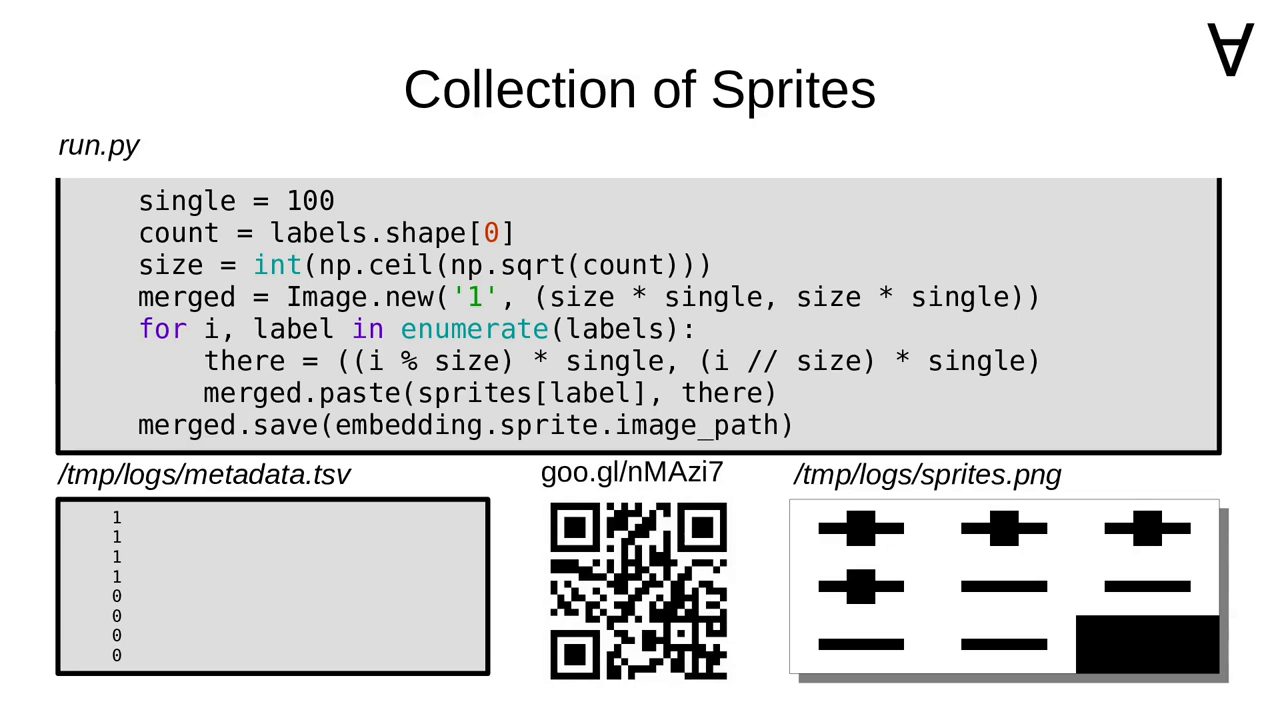 ∀
Collection of Sprites
run.py
single = 100
count = labels.shape[0]
size = int(np.ceil(np.sqrt(count)))
merged = Image.new('1', (size * single, size * single))
for i, label in enumerate(labels):
    there = ((i % size) * single, (i // size) * single)
    merged.paste(sprites[label], there)
merged.save(embedding.sprite.image_path)
/tmp/logs/metadata.tsv
1
1
1
1
0
0
0
0
goo.gl/nMAzi7
/tmp/logs/sprites.png